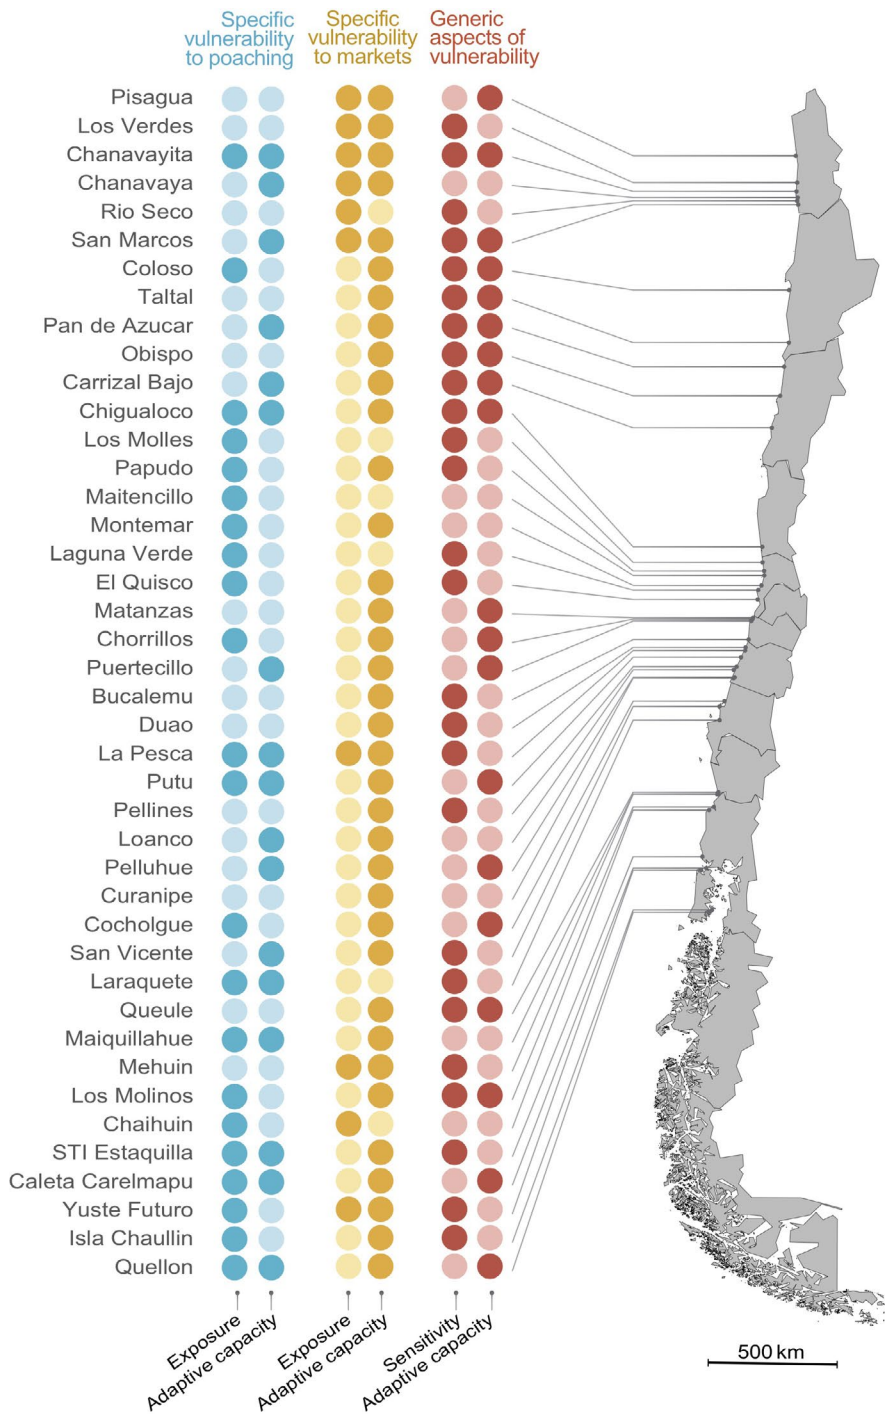 Specific
vulnerability
to poaching
Specific
vulnerability
to markets
Generic
aspects of
vulnerability
Pisagua
Los Verdes
Chanavayita
Chanavaya
Rio Seco
San Marcos
Coloso
Taltal
Pan de Azucar
Obispo
Carrizal Bajo
Chigualoco
Los Molles
Papudo
Maitencillo
Montemar
Laguna Verde
El Quisco
Matanzas
Chorrillos
Puertecillo
Bucalemu
Duao
La Pesca
Putu
Pellines
Loanco
Pelluhue
Curanipe
Cocholgue
San Vicente
Laraquete
Queule
Maiquillahue
Mehuin
Los Molinos
Chaihuin
STI Estaquilla
Caleta Carelmapu
Yuste Futuro
Isla Chaullin
Quellon
Exposure
Adaptive capacity
Exposure
Adaptive capacity
Sensitivity
Adaptive capacity
500 km